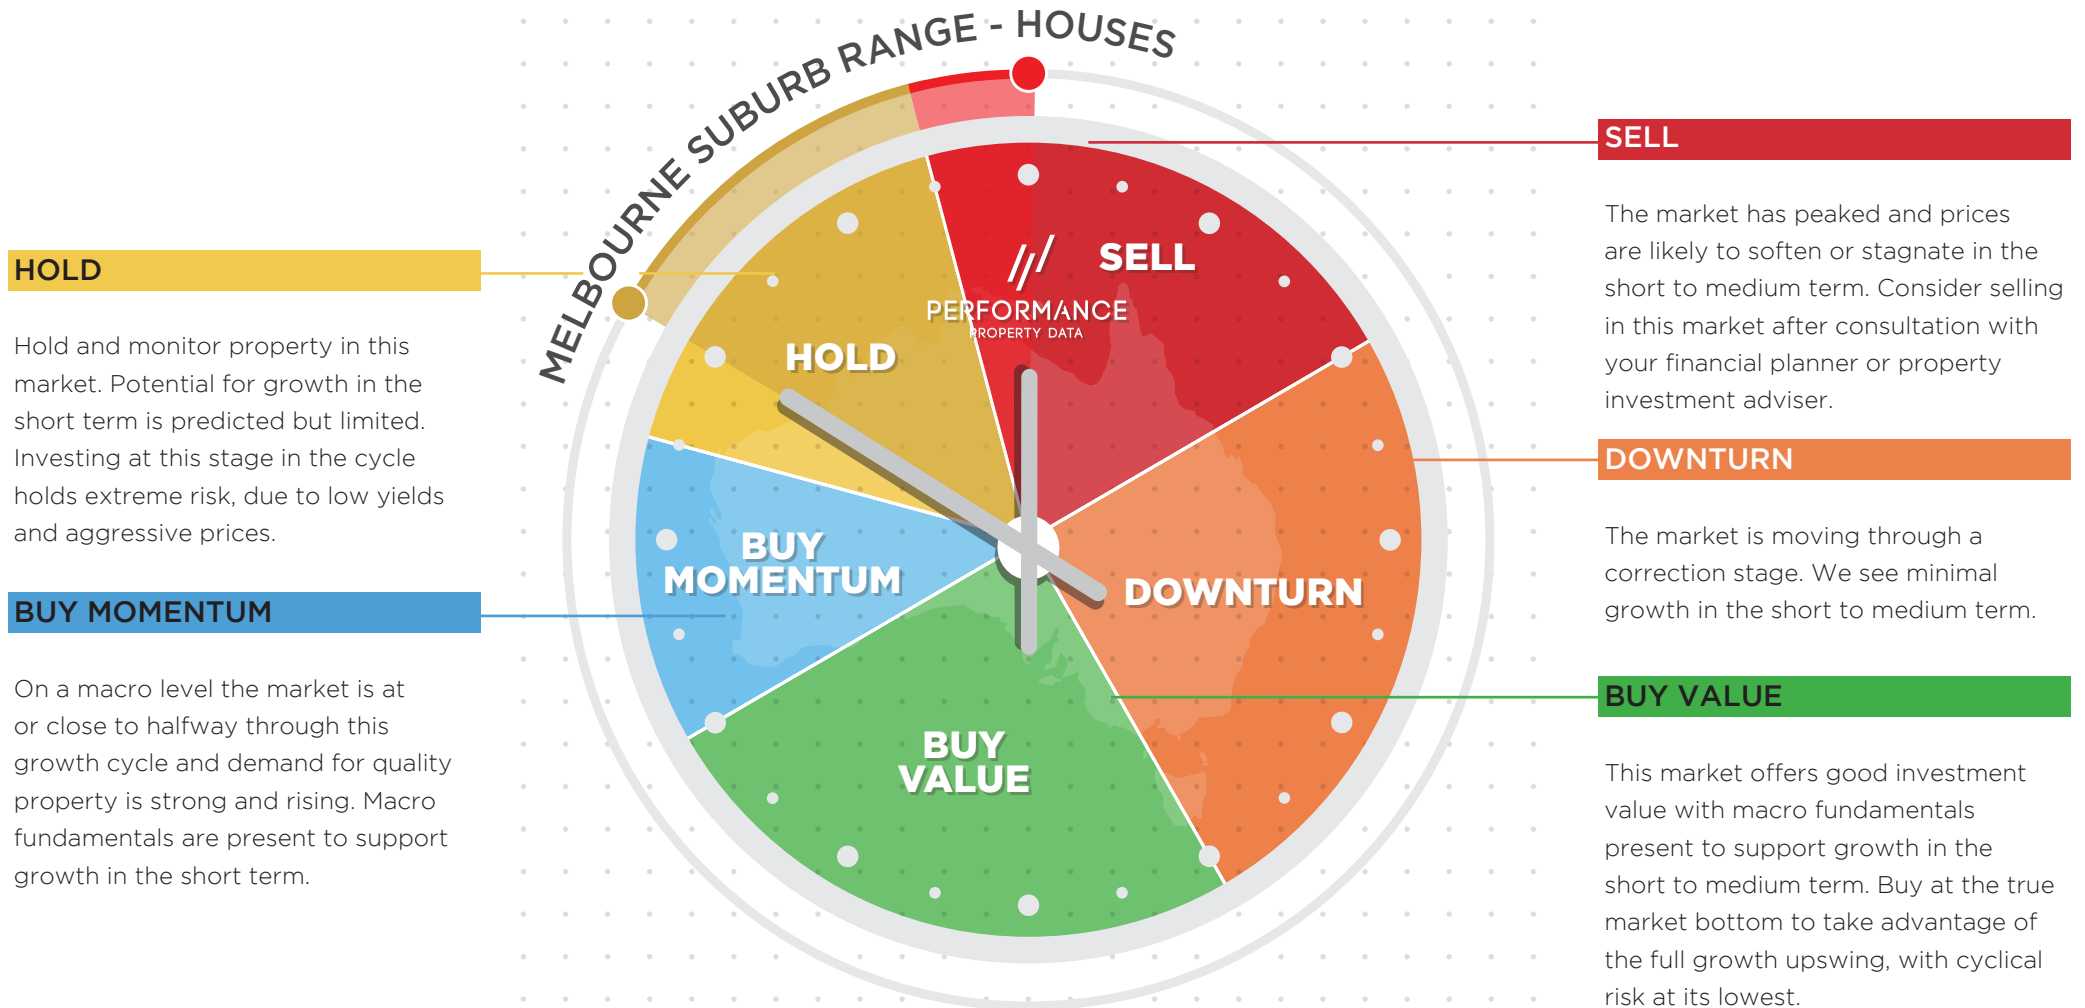 MELBOURNE SUBURB RANGE - HOUSES
HOLD
Hold and monitor property in this
market. Potential for growth in the
short term is predicted but limited.
Investing at this stage in the cycle
holds extreme risk, due to low yields
and aggressive prices.
BUY MOMENTUM
On a macro level the market is at
or close to halfway through this
growth cycle and demand for quality
property is strong and rising. Macro
fundamentals are present to support
growth in the short term.
SELL
PERFORMANCE
PROPERTY DATA
HOLD
BUY
MOMENTUM
DOWNTURN
BUY
VALUE
SELL
The market has peaked and prices
are likely to soften or stagnate in the
short to medium term. Consider selling
in this market after consultation with
your financial planner or property
investment adviser.
DOWNTURN
The market is moving through a
correction stage. We see minimal
growth in the short to medium term.
BUY VALUE
This market offers good investment
value with macro fundamentals
present to support growth in the
short to medium term. Buy at the true
market bottom to take advantage of
the full growth upswing, with cyclical
risk at its lowest.